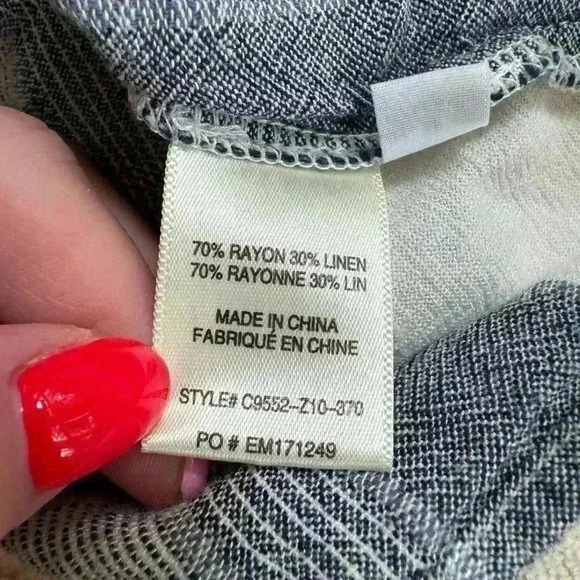 70% RAYON 30% LINEN
70% RAYONNE 30% LIN
MADE IN CHINA
FABRIQUÉ EN CHINE
STYLE# C9552-Z10-370
PO # EM171249